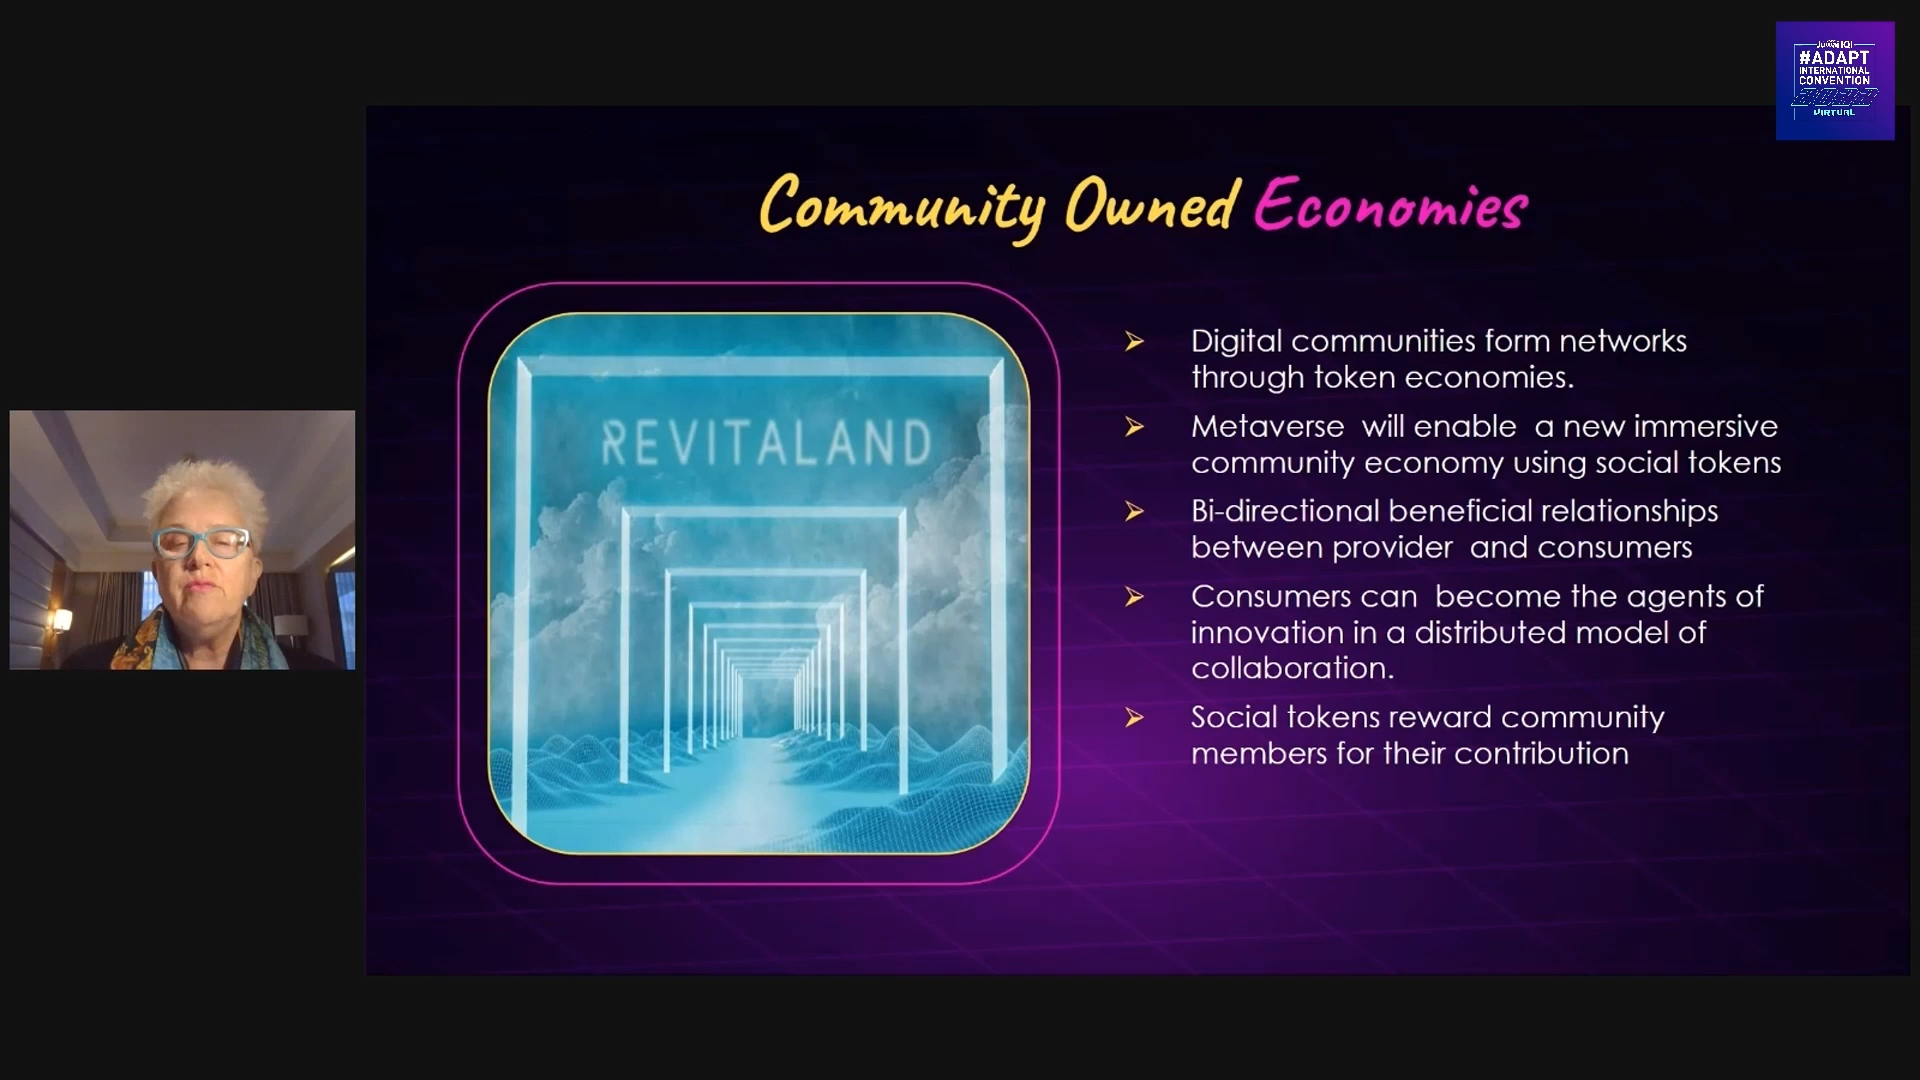 Juwai IQI
#ADAPT
INTERNATIONAL
CONVENTION
VIRTUAL
Community Owned Economies
REVITALAND
➢ Digital communities form networks
through token economies.
➢ Metaverse will enable a new immersive
community economy using social tokens
➢ Bi-directional beneficial relationships
between provider and consumers
➢ Consumers can become the agents of
innovation in a distributed model of
collaboration.
➢ Social tokens reward community
members for their contribution